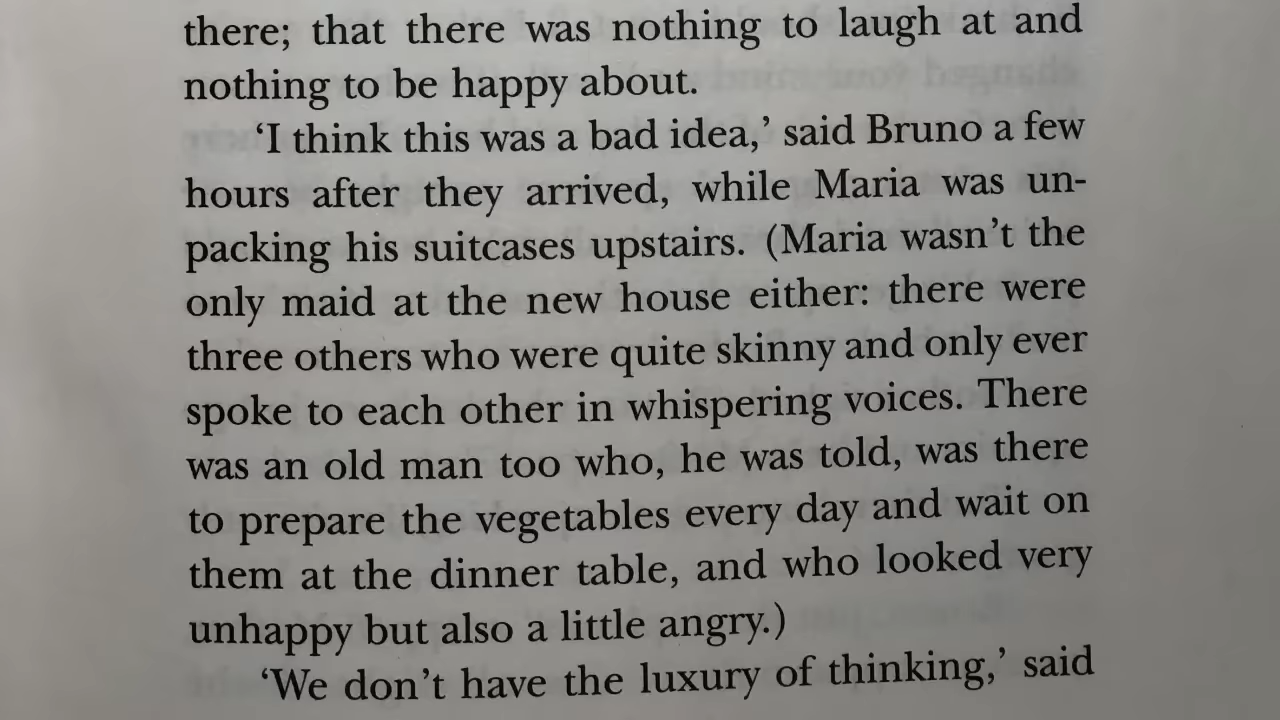 there; that there was nothing to laugh at and
nothing to be happy about.
‘I think this was a bad idea,’ said Bruno a few
hours after they arrived, while Maria was un-
packing his suitcases upstairs. (Maria wasn’t the
only maid at the new house either: there were
three others who were quite skinny and only ever
spoke to each other in whispering voices. There
was an old man too who, he was told, was there
to prepare the vegetables every day and wait on
them at the dinner table, and who looked very
unhappy but also a little angry.)
‘We don’t have the luxury of thinking,’ said